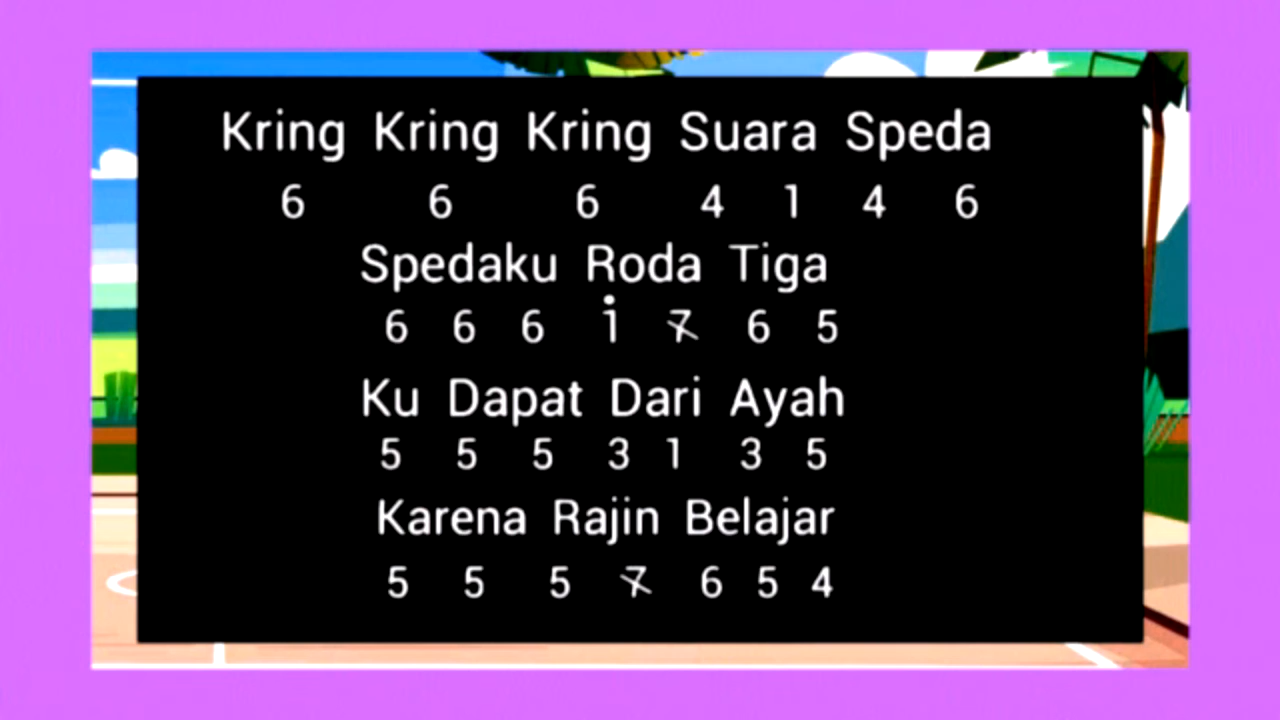 Kring Kring Kring Suara Speda
6 6 6 4 1 4 6
Spedaku Roda Tiga
6 6 6 1̇ 7̷ 6 5
Ku Dapat Dari Ayah
5 5 5 3 1 3 5
Karena Rajin Belajar
5 5 5 7̷ 6 5 4